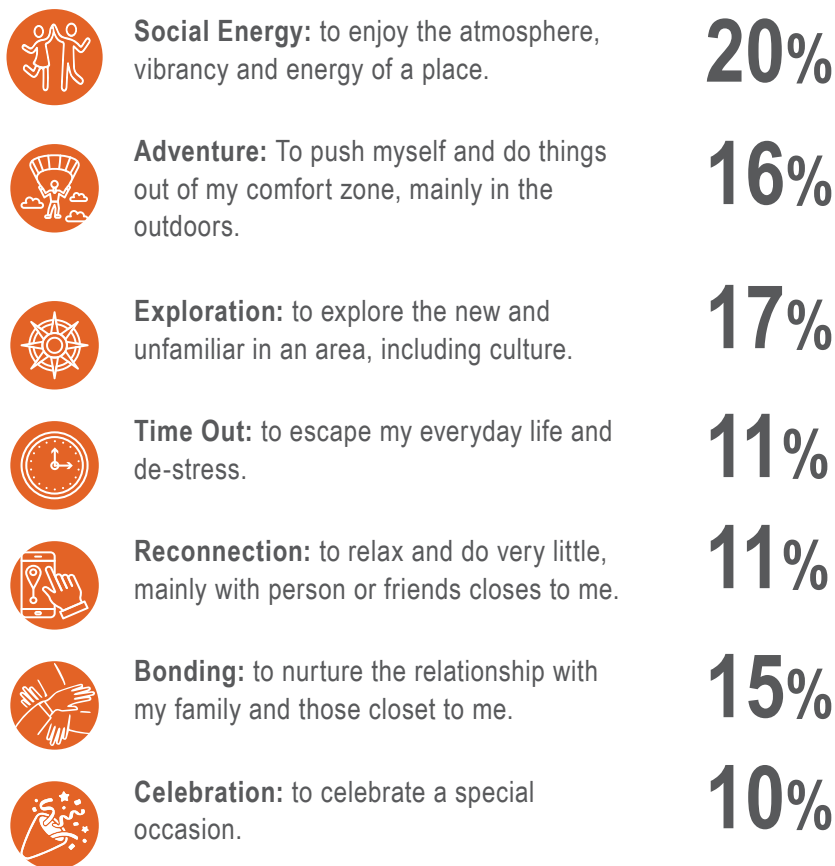 Social Energy: to enjoy the atmosphere,
vibrancy and energy of a place.
20%
Adventure: To push myself and do things
out of my comfort zone, mainly in the
outdoors.
16%
Exploration: to explore the new and
unfamiliar in an area, including culture.
17%
Time Out: to escape my everyday life and
de-stress.
11%
Reconnection: to relax and do very little,
mainly with person or friends closes to me.
11%
Bonding: to nurture the relationship with
my family and those closet to me.
15%
Celebration: to celebrate a special
occasion.
10%